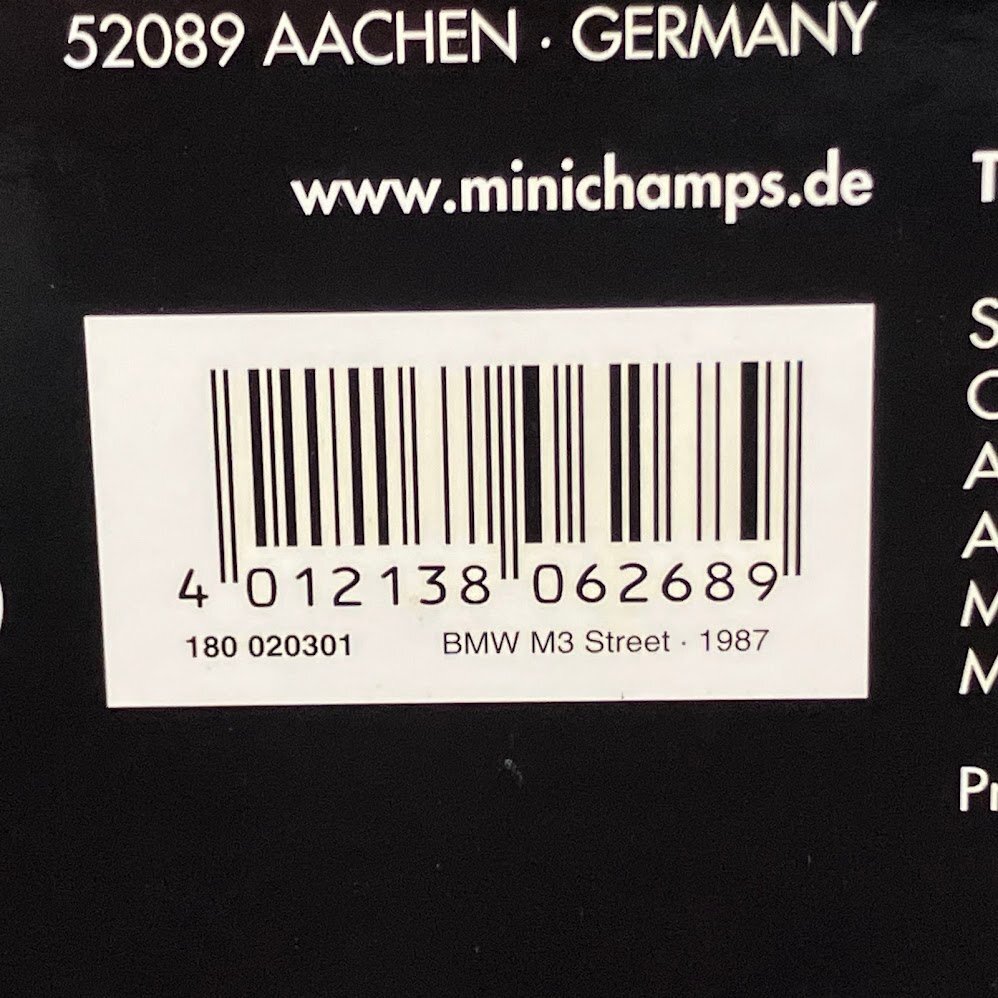 52089 AACHEN · GERMANY
www.minichamps.de
4 012138 062689
180 020301 BMW M3 Street · 1987